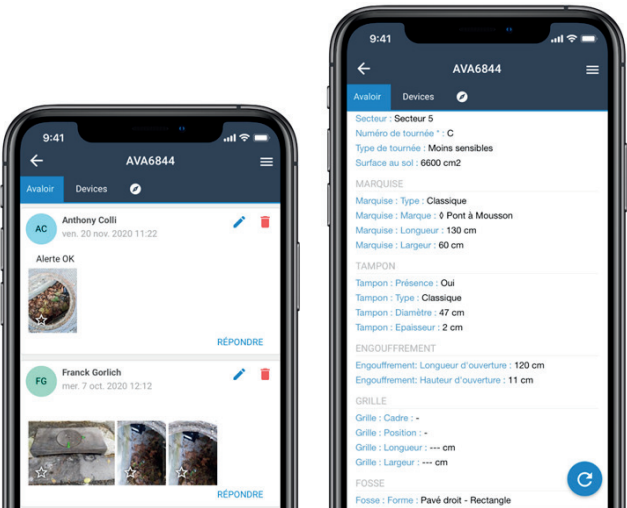 9:41
AVA6844
Avaloir Devices
AC
Anthony Colli
ven. 20 nov. 2020 11:22
Alerte OK
RÉPONDRE
FG
Franck Gorlich
mer. 7 oct. 2020 12:12
RÉPONDRE
9:41
AVA6844
Avaloir Devices
Secteur : Secteur 5
Numéro de tournée * : C
Type de tournée : Moins sensibles
Surface au sol : 6600 cm2
MARQUISE
Marquise : Type : Classique
Marquise : Marque : ◊ Pont à Mousson
Marquise : Longueur : 130 cm
Marquise : Largeur : 60 cm
TAMPON
Tampon : Présence : Oui
Tampon : Type : Classique
Tampon : Diamètre : 47 cm
Tampon : Epaisseur : 2 cm
ENGOUFFREMENT
Engouffrement: Longueur d'ouverture : 120 cm
Engouffrement: Hauteur d'ouverture : 11 cm
GRILLE
Grille : Cadre : -
Grille : Position : -
Grille : Longueur : --- cm
Grille : Largeur : --- cm
FOSSE
Fosse : Forme : Pavé droit - Rectangle